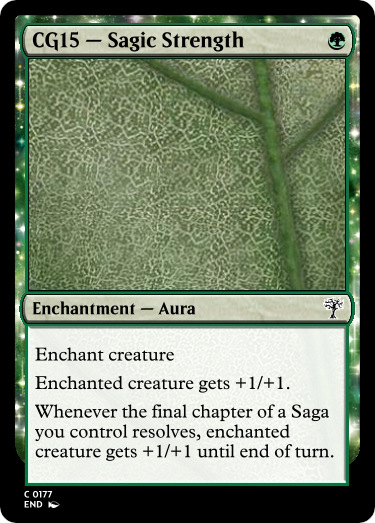 CG15 — Sagic Strength
Enchantment — Aura
Enchant creature
Enchanted creature gets +1/+1.
Whenever the final chapter of a Saga
you control resolves, enchanted
creature gets +1/+1 until end of turn.
C 0177
END